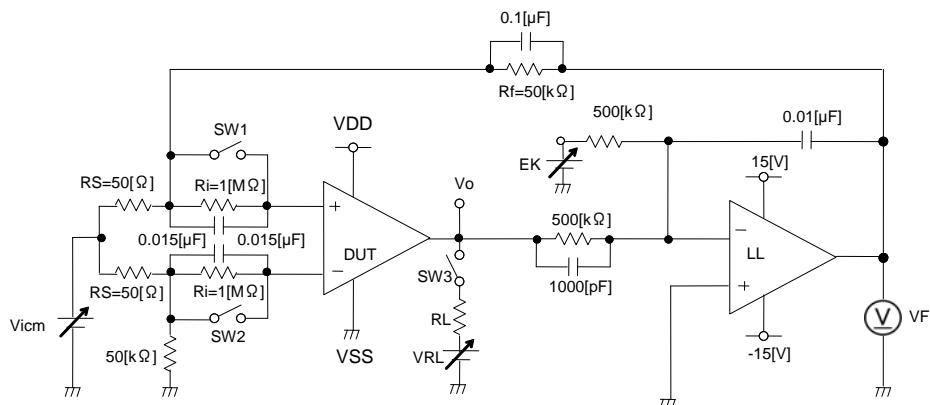 0.1[µF]
Rf=50[kΩ]
500[kΩ]
0.01[µF]
SW1
VDD
EK
15[V]
RS=50[Ω]
Ri=1[MΩ]
Vo
0.015[µF] 0.015[µF]
+
DUT
500[kΩ]
−
LL
RS=50[Ω]
Ri=1[MΩ]
−
SW3
1000[pF]
+
Vicm
SW2
RL
V
VF
50[kΩ]
VSS
VRL
-15[V]